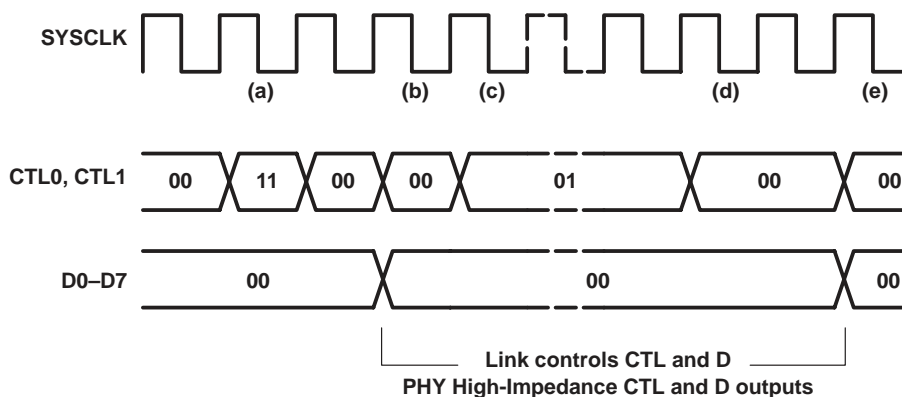 SYSCLK
(a) (b) (c) (d) (e)
CTL0, CTL1 00 11 00 00 01 00 00
D0–D7 00 00 00
Link controls CTL and D
PHY High-Impedance CTL and D outputs